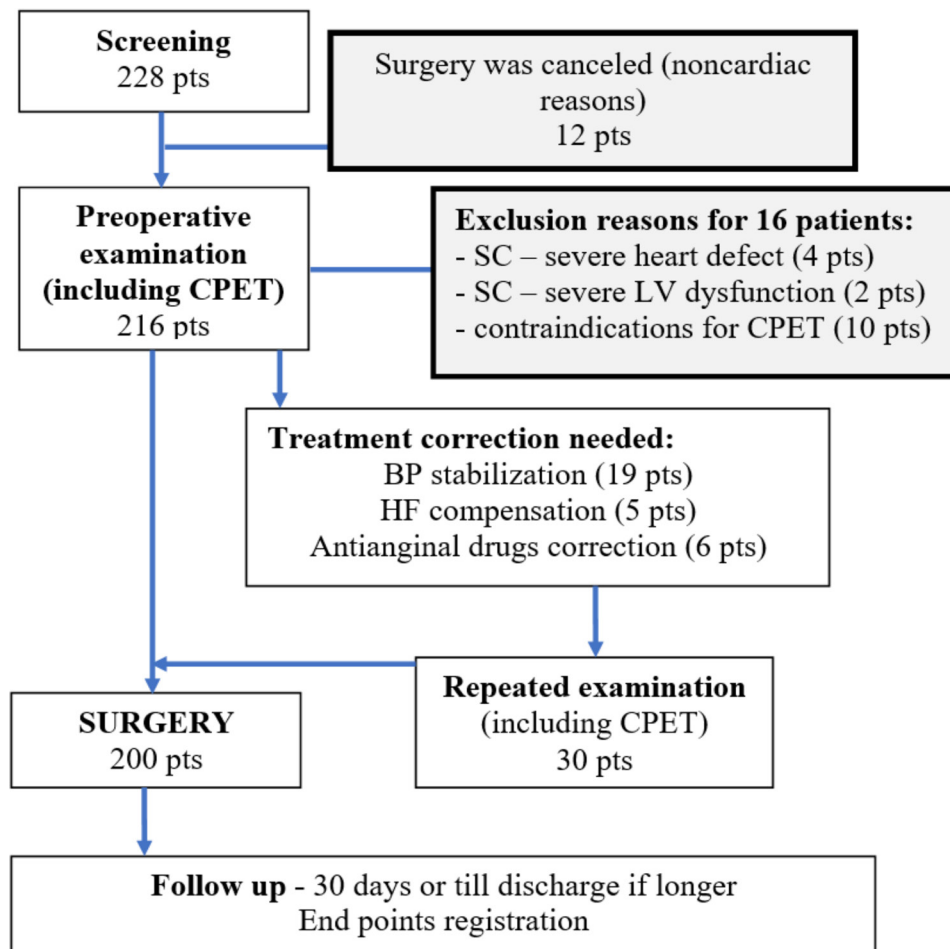 Screening
228 pts
Surgery was canceled (noncardiac
reasons)
12 pts
Preoperative
examination
(including CPET)
216 pts
Exclusion reasons for 16 patients:
- SC – severe heart defect (4 pts)
- SC – severe LV dysfunction (2 pts)
- contraindications for CPET (10 pts)
Treatment correction needed:
BP stabilization (19 pts)
HF compensation (5 pts)
Antianginal drugs correction (6 pts)
Repeated examination
(including CPET)
30 pts
SURGERY
200 pts
Follow up - 30 days or till discharge if longer
End points registration